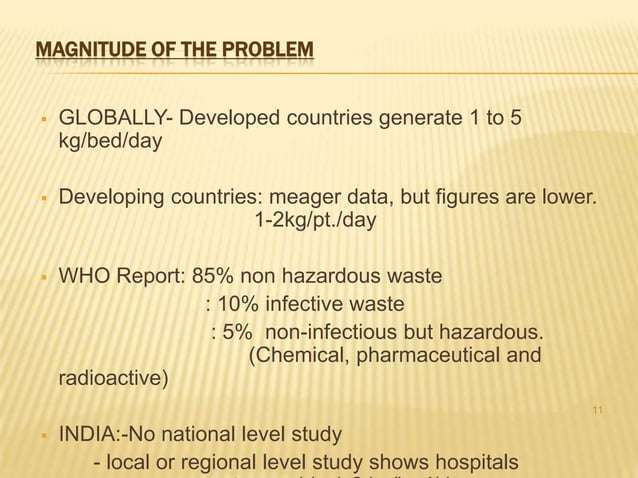 MAGNITUDE OF THE PROBLEM
▪ GLOBALLY- Developed countries generate 1 to 5
kg/bed/day
▪ Developing countries: meager data, but figures are lower.
1-2kg/pt./day
▪ WHO Report: 85% non hazardous waste
: 10% infective waste
: 5% non-infectious but hazardous.
(Chemical, pharmaceutical and
radioactive)
11
▪ INDIA:-No national level study
- local or regional level study shows hospitals